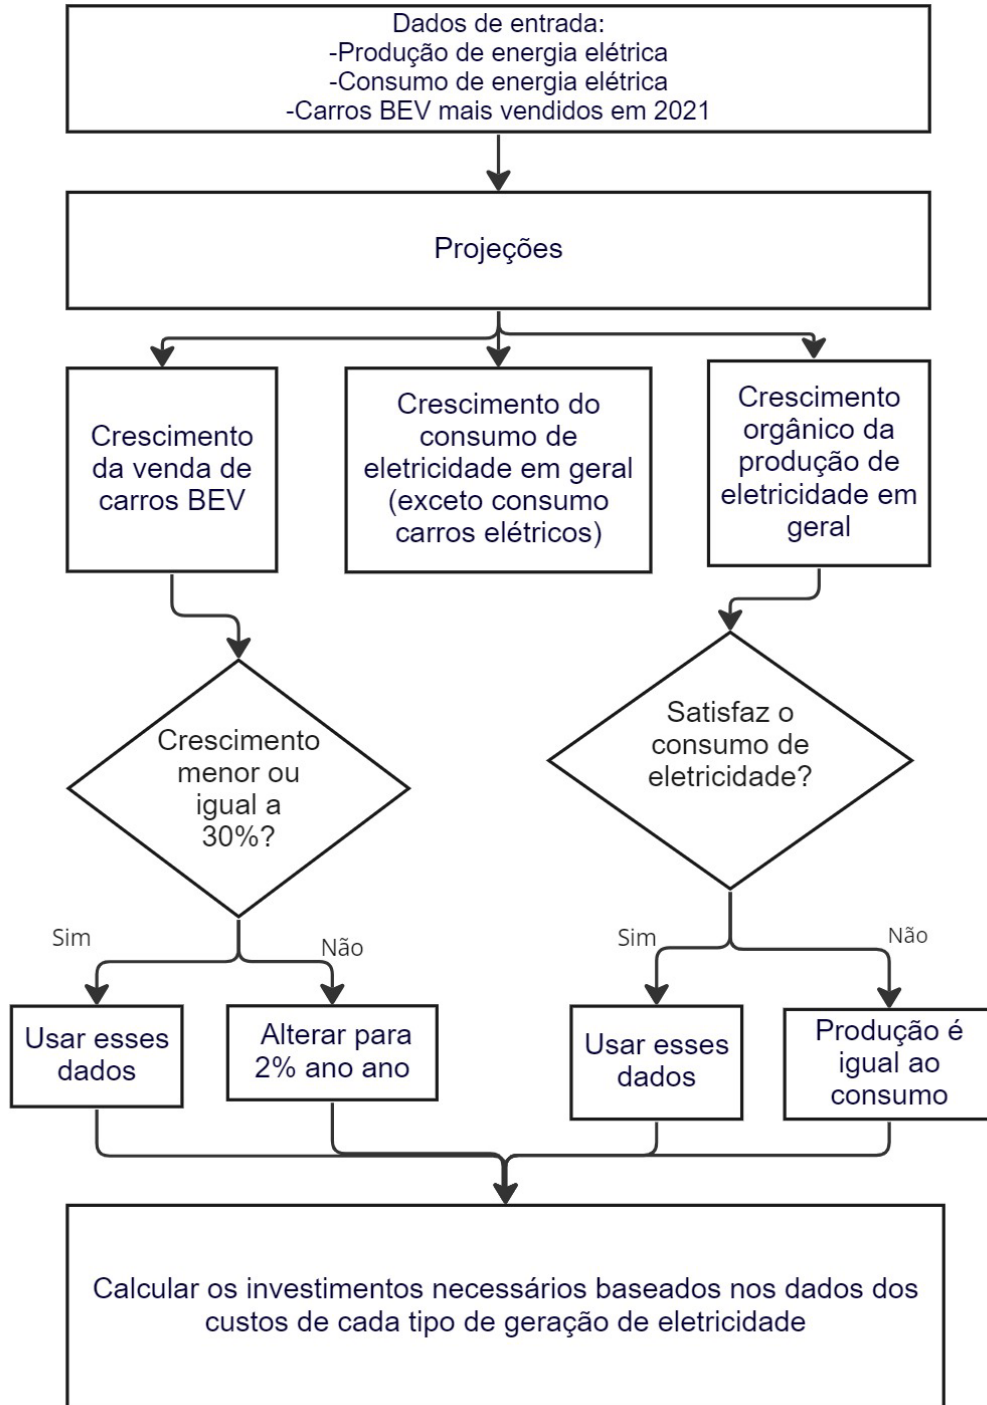 Dados de entrada:
-Produção de energia elétrica
-Consumo de energia elétrica
-Carros BEV mais vendidos em 2021
Projeções
Crescimento
da venda de
carros BEV
Crescimento do
consumo de
eletricidade em geral
(exceto consumo
carros elétricos)
Crescimento
orgânico da
produção de
eletricidade em
geral
Crescimento
menor ou
igual a
30%?
Satisfaz o
consumo de
eletricidade?
Sim
Não
Sim
Não
Usar esses
dados
Alterar para
2% ano ano
Usar esses
dados
Produção é
igual ao
consumo
Calcular os investimentos necessários baseados nos dados dos
custos de cada tipo de geração de eletricidade